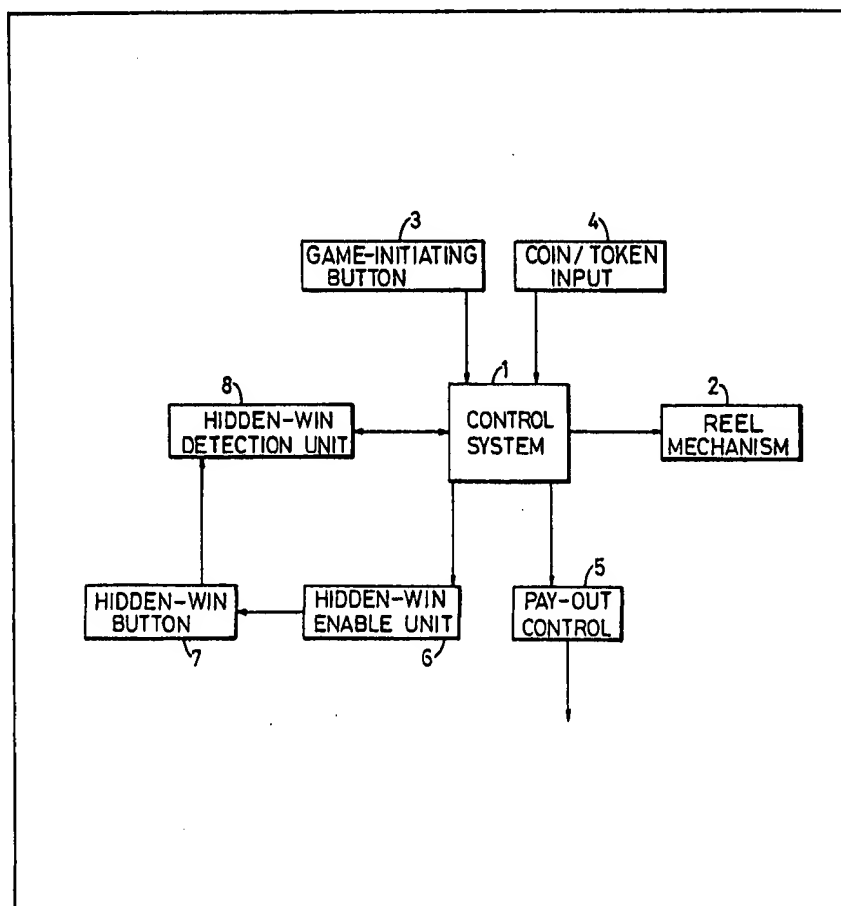 3
GAME-INITIATING
BUTTON
4
COIN/TOKEN
INPUT
1
CONTROL
SYSTEM
2
REEL
MECHANISM
8
HIDDEN-WIN
DETECTION UNIT
HIDDEN-WIN
BUTTON
7
HIDDEN-WIN
ENABLE UNIT
6
5
PAY-OUT
CONTROL